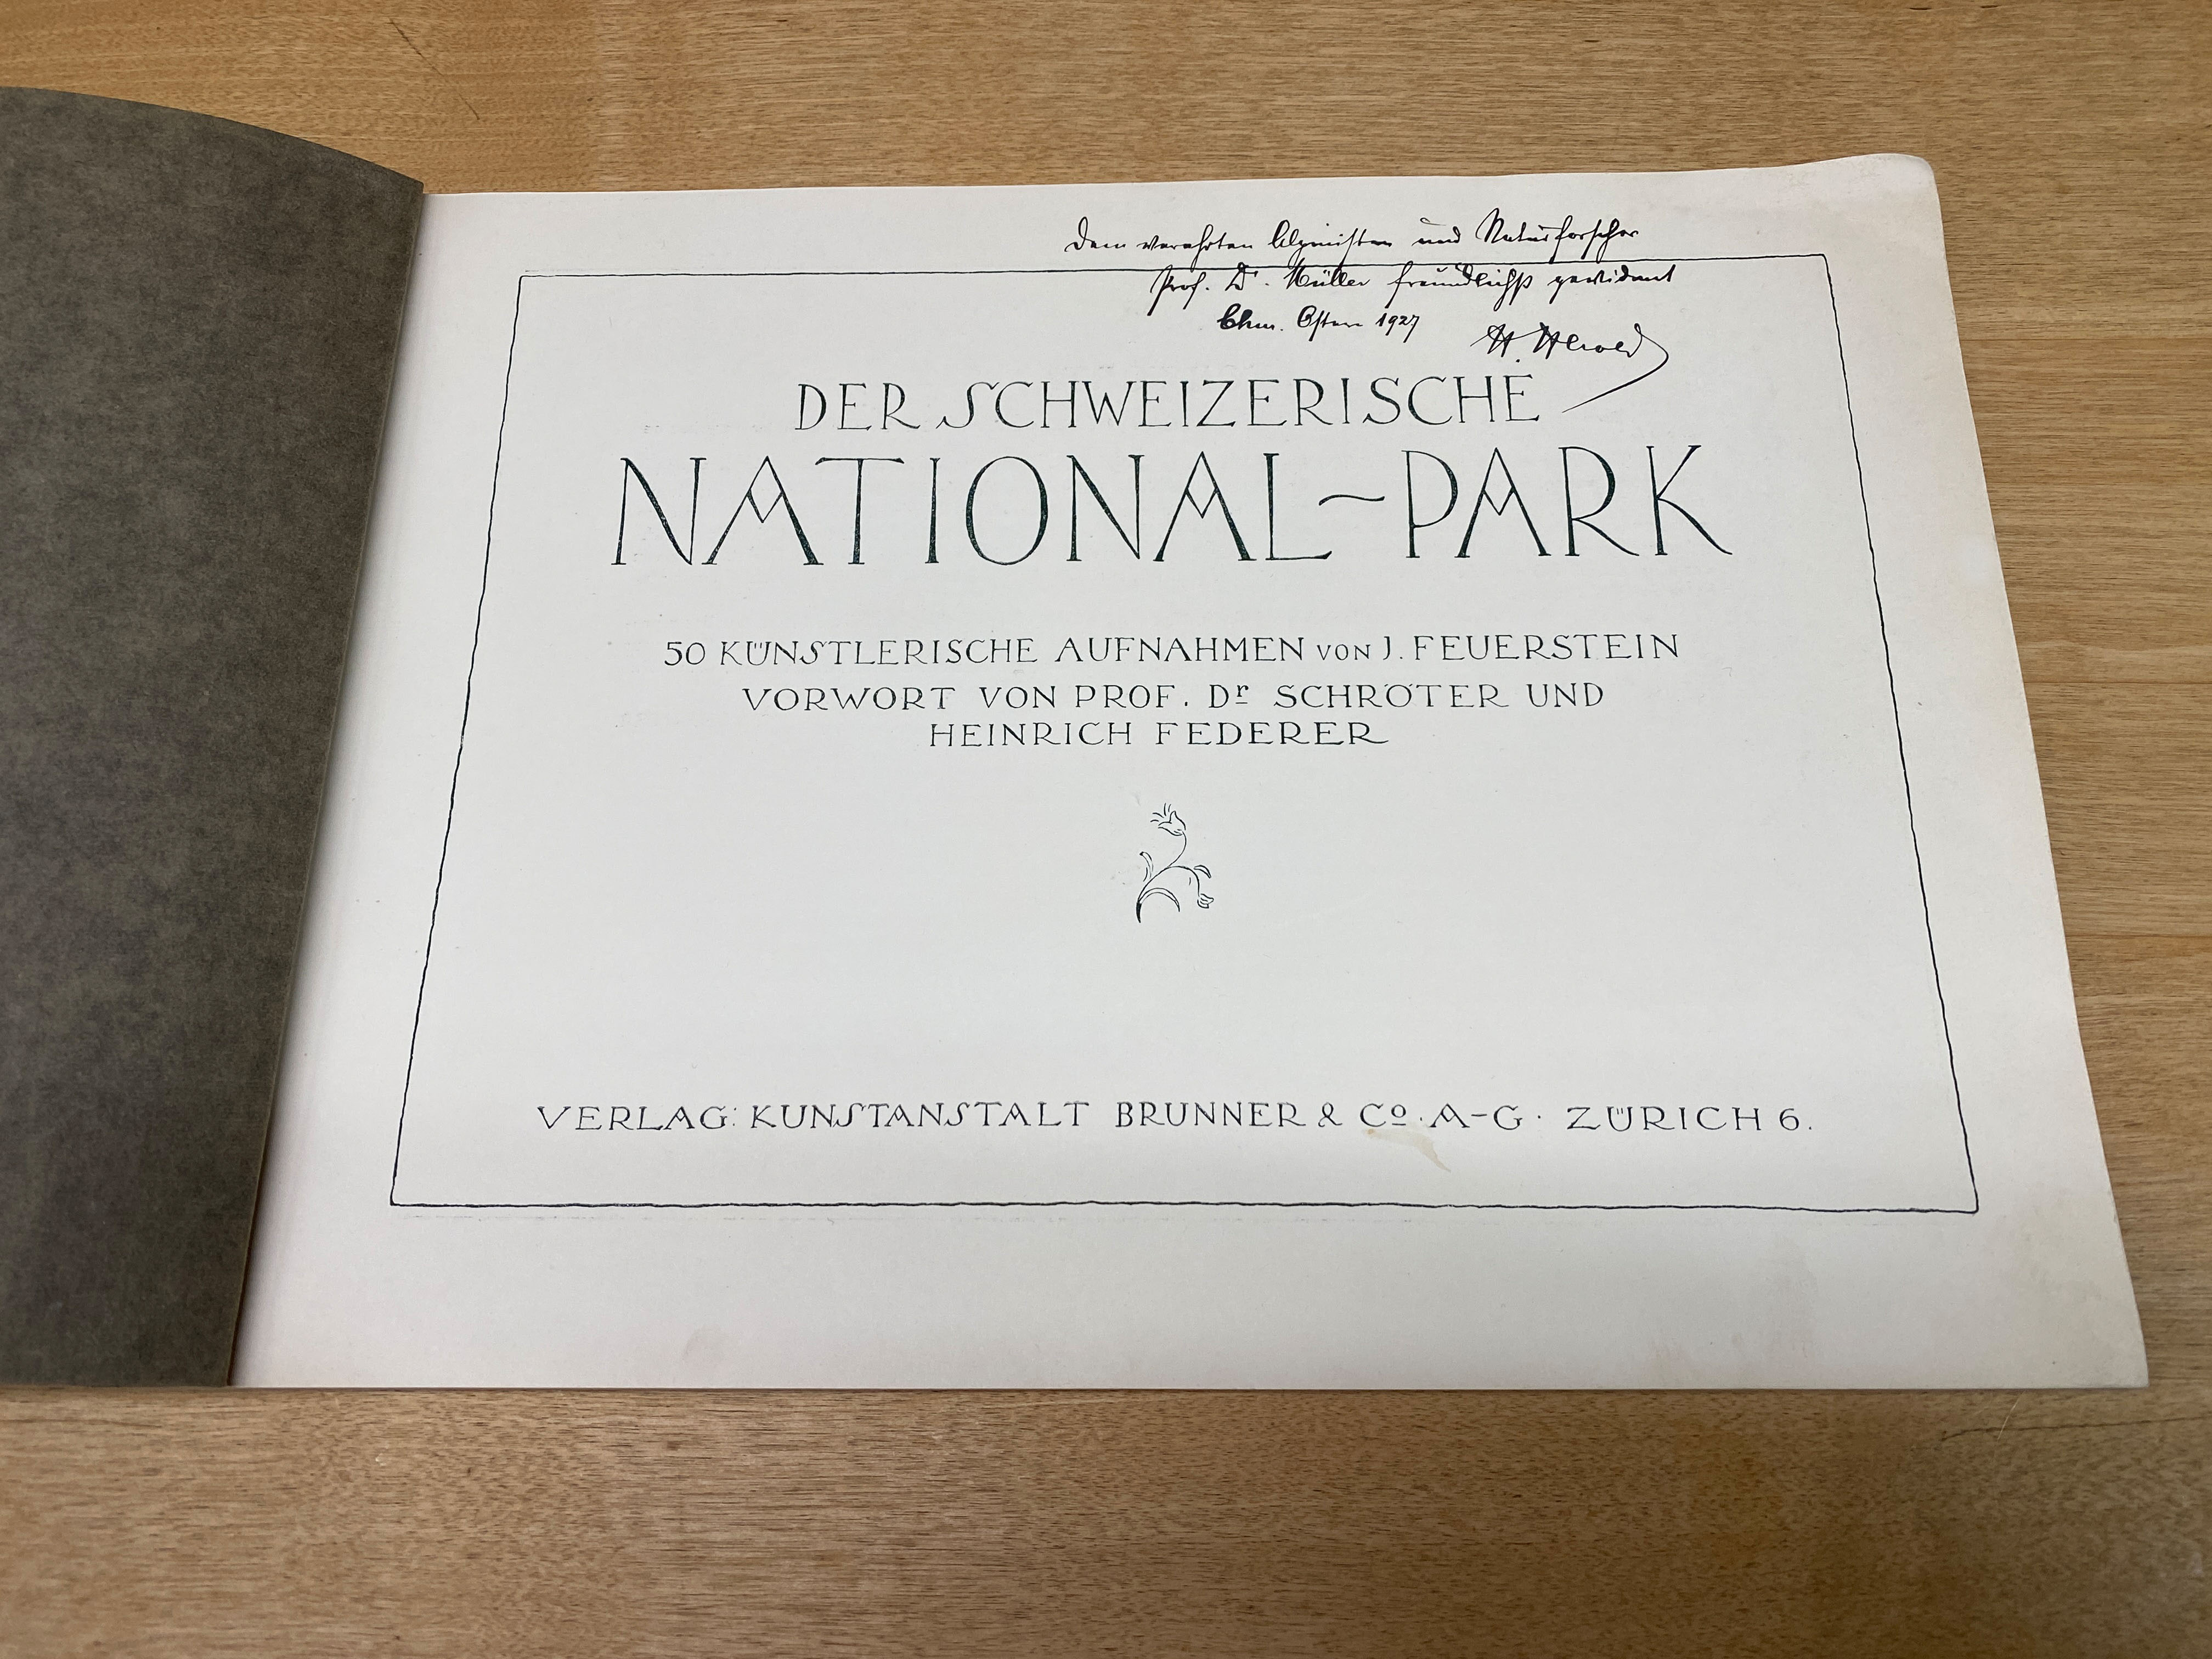 Dem verehrten Alpinisten und Naturforscher
Prof. Dr. Müller freundlichst gewidmet
Chur. Ostern 1927
H.
DER SCHWEIZERISCHE
NATIONAL-PARK
50 KÜNSTLERISCHE AUFNAHMEN VON J. FEUERSTEIN
VORWORT VON PROF. Dr SCHRÖTER UND
HEINRICH FEDERER
VERLAG: KUNSTANSTALT BRUNNER & Co · A-G · ZÜRICH 6.